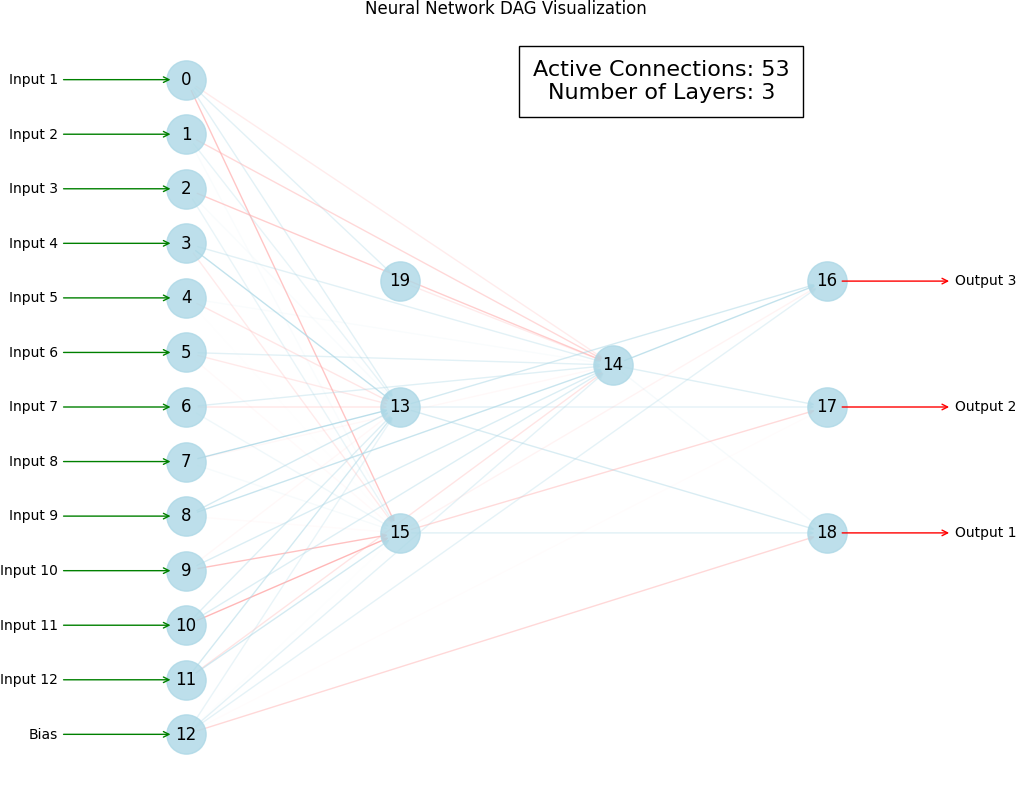 Neural Network DAG Visualization
Active Connections: 53
Number of Layers: 3
Input 1
0
Input 2
1
Input 3
2
Input 4
3
Input 5
4
Input 6
5
Input 7
6
Input 8
7
Input 9
8
Input 10
9
Input 11
10
Input 12
11
Bias
12
19
13
15
14
16
Output 3
17
Output 2
18
Output 1